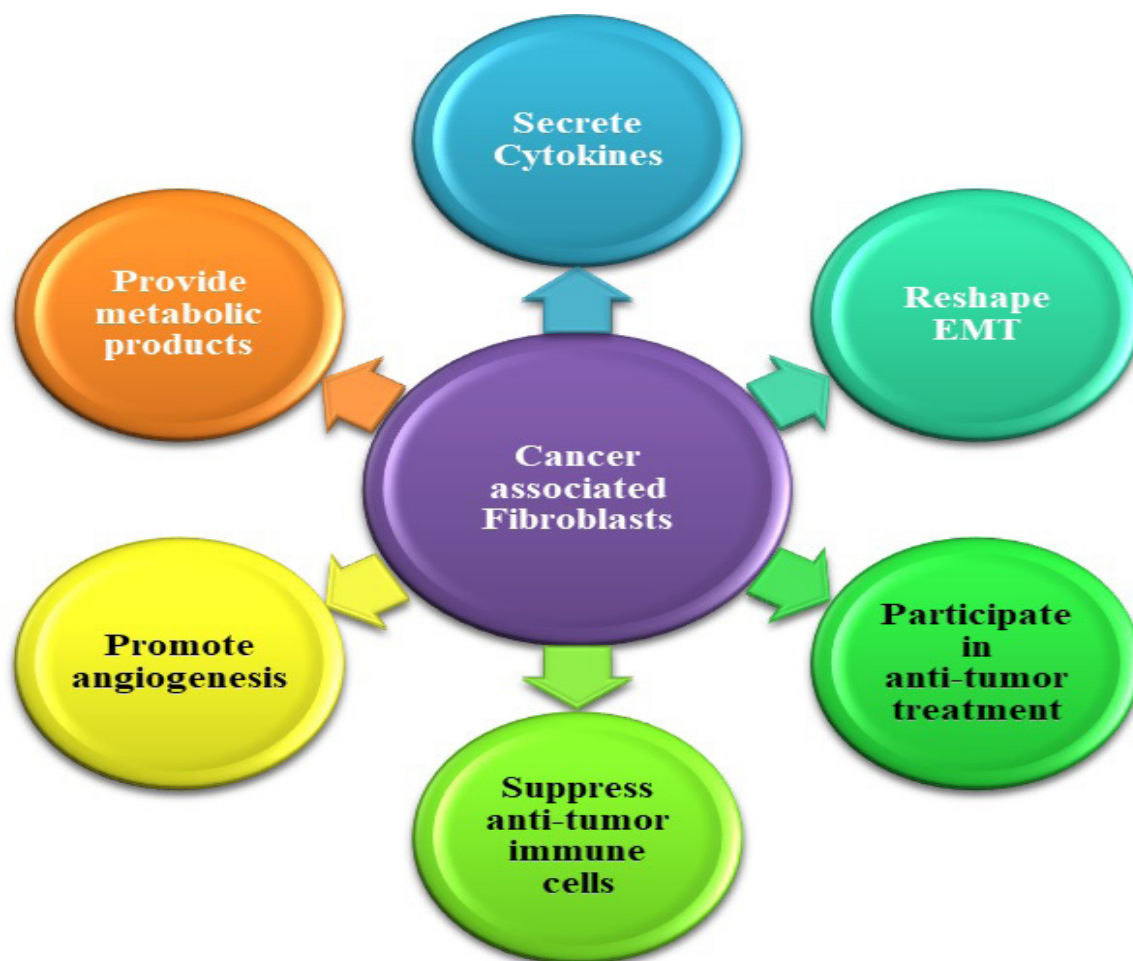 Secrete
Cytokines
Reshape
EMT
Participate
in
anti-tumor
treatment
Suppress
anti-tumor
immune
cells
Promote
angiogenesis
Provide
metabolic
products
Cancer
associated
Fibroblasts